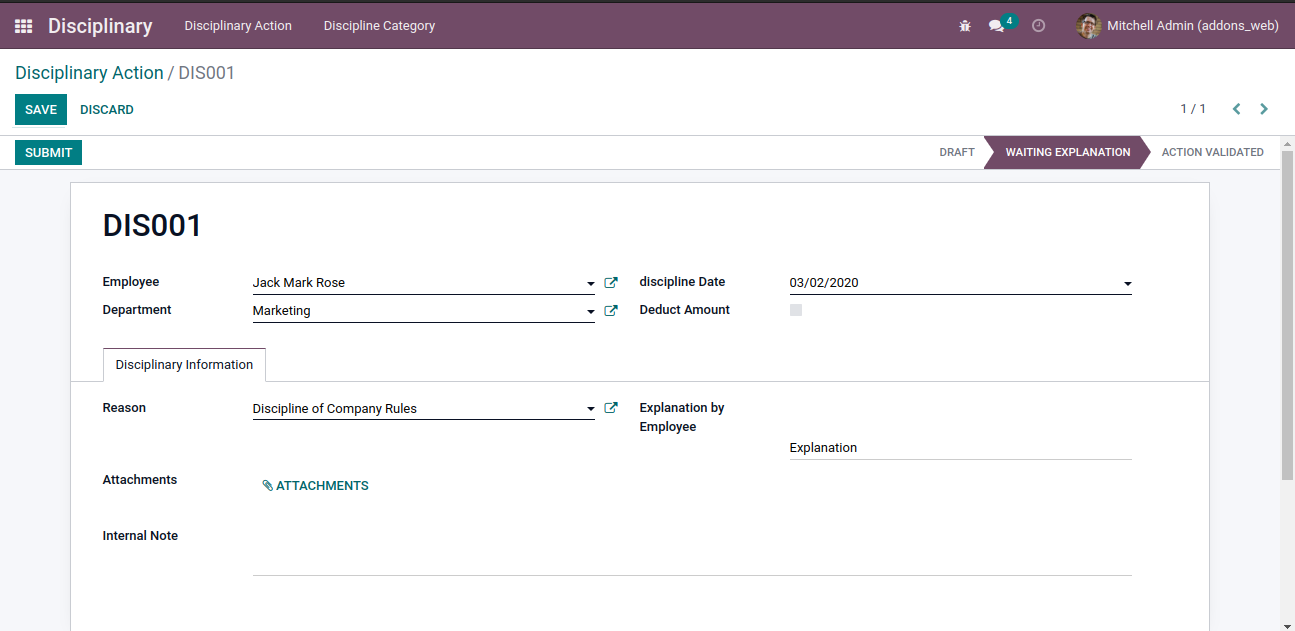 Disciplinary Disciplinary Action Discipline Category 4 Mitchell Admin (addons_web)
Disciplinary Action / DIS001
SAVE DISCARD 1 / 1
SUBMIT DRAFT WAITING EXPLANATION ACTION VALIDATED
DIS001
Employee Jack Mark Rose discipline Date 03/02/2020
Department Marketing Deduct Amount
Disciplinary Information
Reason Discipline of Company Rules Explanation by
Employee
Explanation
Attachments ATTACHMENTS
Internal Note